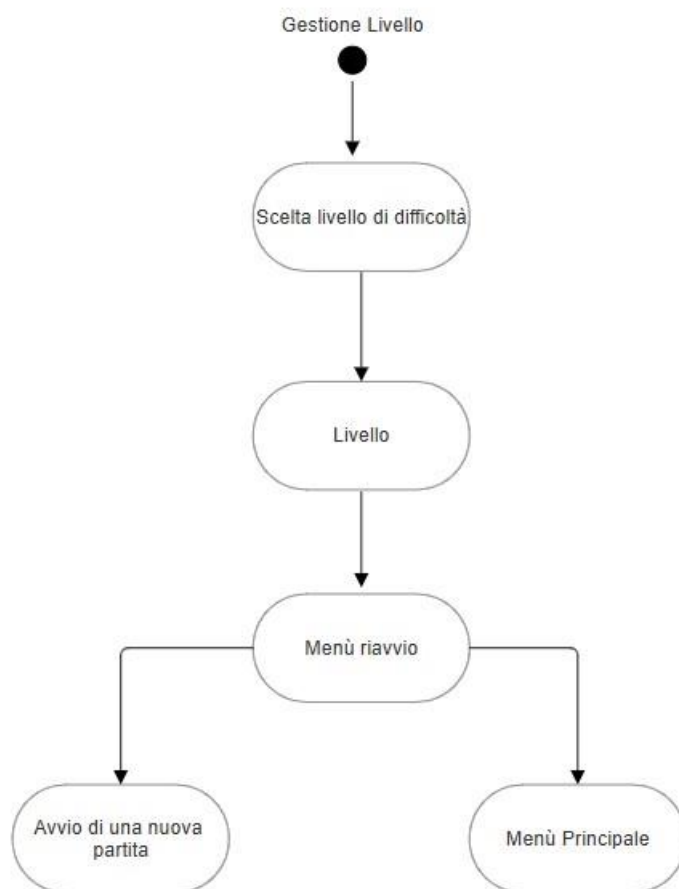 Gestione Livello
Scelta livello di difficoltà
Livello
Menù riavvio
Avvio di una nuova
partita
Menù Principale